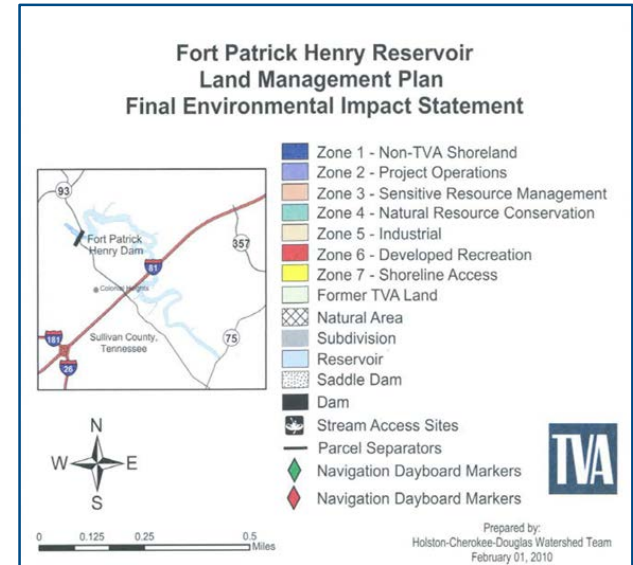 Fort Patrick Henry Reservoir
Land Management Plan
Final Environmental Impact Statement
93
Fort Patrick
Henry Dam
357
81
Colonial Heights
Sullivan County,
Tennessee
181
26
75
Zone 1 - Non-TVA Shoreland
Zone 2 - Project Operations
Zone 3 - Sensitive Resource Management
Zone 4 - Natural Resource Conservation
Zone 5 - Industrial
Zone 6 - Developed Recreation
Zone 7 - Shoreline Access
Former TVA Land
Natural Area
Subdivision
Reservoir
Saddle Dam
Dam
Stream Access Sites
Parcel Separators
Navigation Dayboard Markers
Navigation Dayboard Markers
N
W E
S
0 0.125 0.25 0.5
Miles
TVA
Prepared by:
Holston-Cherokee-Douglas Watershed Team
February 01, 2010